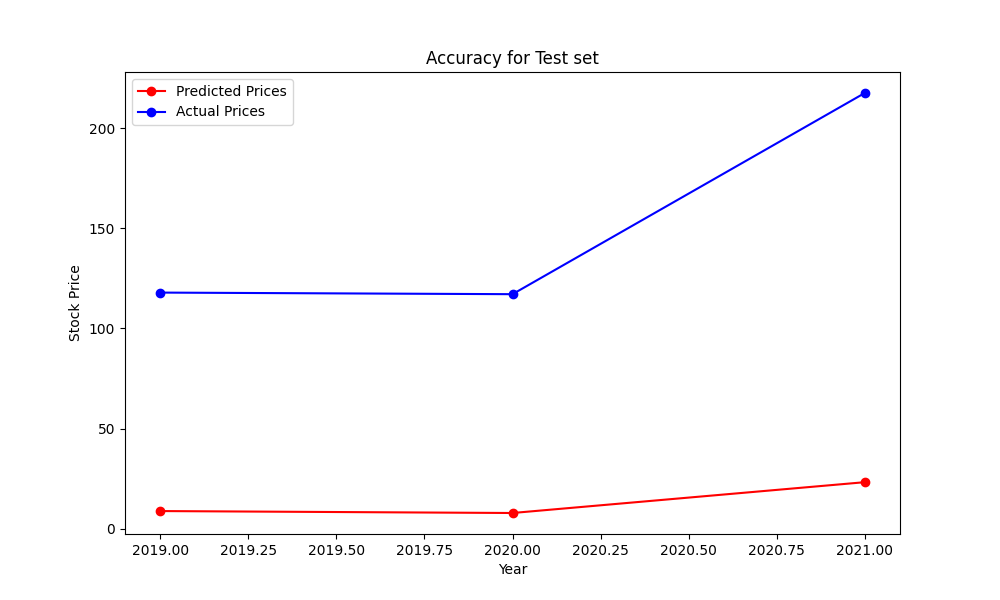 Accuracy for Test set
Predicted Prices
Actual Prices
200
150
100
50
0
Stock Price
2019.00 2019.25 2019.50 2019.75 2020.00 2020.25 2020.50 2020.75 2021.00
Year